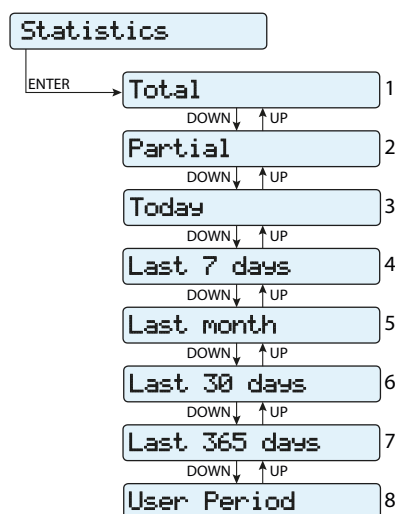 Statistics
ENTER
Total 1
DOWN UP
Partial 2
DOWN UP
Today 3
DOWN UP
Last 7 days 4
DOWN UP
Last month 5
DOWN UP
Last 30 days 6
DOWN UP
Last 365 days 7
DOWN UP
User Period 8